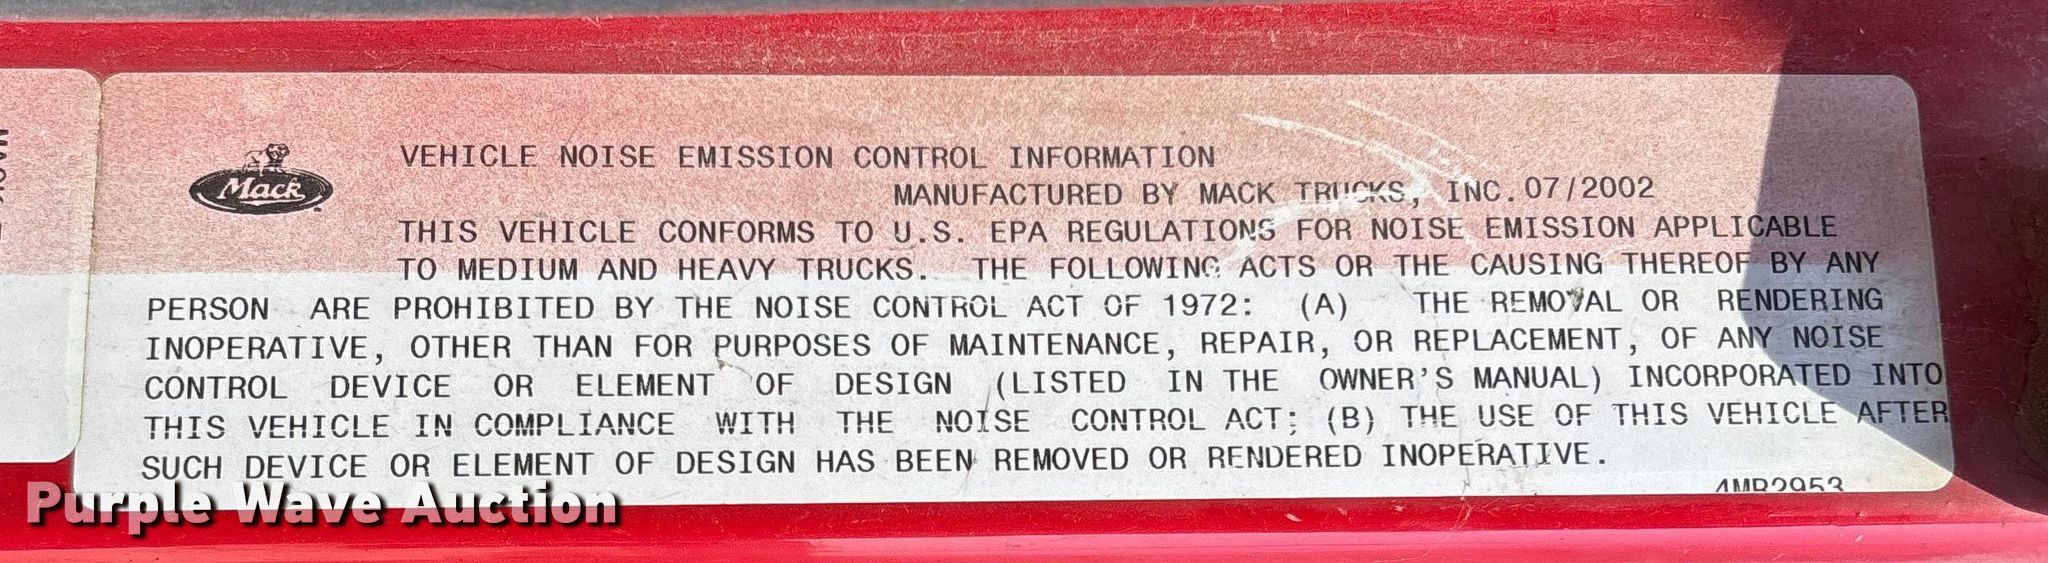 Mack
VEHICLE NOISE EMISSION CONTROL INFORMATION
MANUFACTURED BY MACK TRUCKS, INC. 07/2002
THIS VEHICLE CONFORMS TO U.S. EPA REGULATIONS FOR NOISE EMISSION APPLICABLE
TO MEDIUM AND HEAVY TRUCKS. THE FOLLOWING ACTS OR THE CAUSING THEREOF BY ANY
PERSON ARE PROHIBITED BY THE NOISE CONTROL ACT OF 1972: (A) THE REMOVAL OR RENDERING
INOPERATIVE, OTHER THAN FOR PURPOSES OF MAINTENANCE, REPAIR, OR REPLACEMENT, OF ANY NOISE
CONTROL DEVICE OR ELEMENT OF DESIGN (LISTED IN THE OWNER'S MANUAL) INCORPORATED INTO
THIS VEHICLE IN COMPLIANCE WITH THE NOISE CONTROL ACT; (B) THE USE OF THIS VEHICLE AFTER
SUCH DEVICE OR ELEMENT OF DESIGN HAS BEEN REMOVED OR RENDERED INOPERATIVE.
Purple Wave Auction